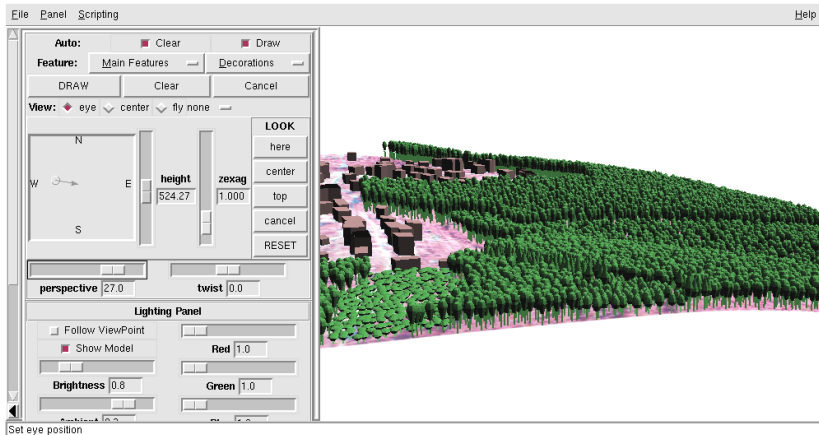 File Panel Scripting Help
Auto: Clear Draw
Feature: Main Features Decorations
DRAW Clear Cancel
View: eye center fly none
LOOK
N
here
W E
height
zexag
center
524.27
1.000
top
S
cancel
RESET
perspective 27.0 twist 0.0
Lighting Panel
Follow ViewPoint
Show Model
Red 1.0
Brightness 0.8 Green 1.0
Set eye position